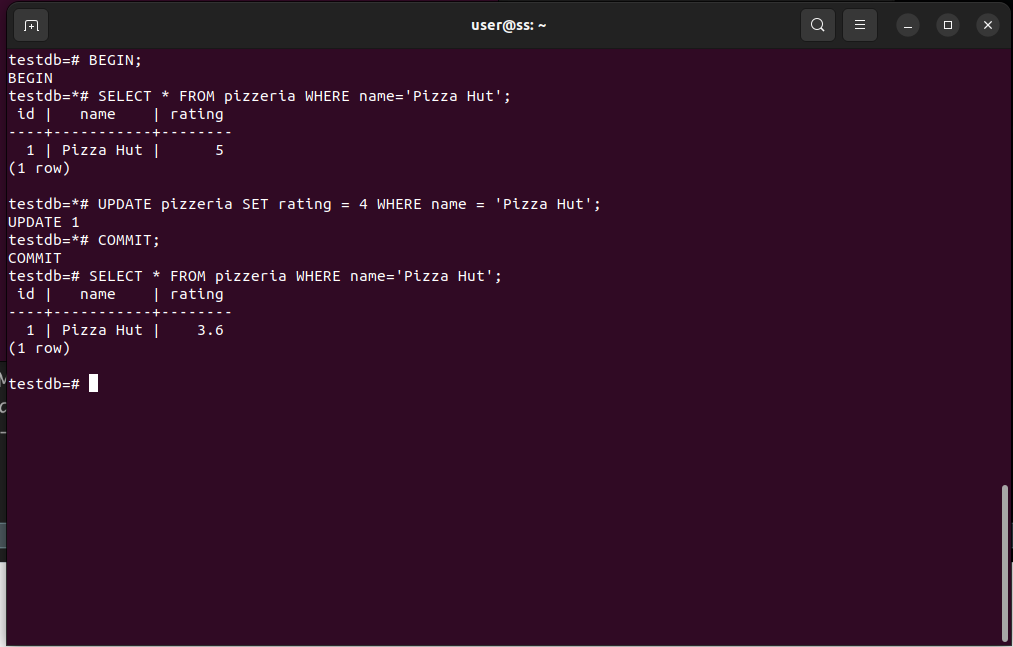 user@ss: ~
testdb=# BEGIN;
BEGIN
testdb=*# SELECT * FROM pizzeria WHERE name='Pizza Hut';
 id |   name    | rating
----+-----------+--------
  1 | Pizza Hut |      5
(1 row)

testdb=*# UPDATE pizzeria SET rating = 4 WHERE name = 'Pizza Hut';
UPDATE 1
testdb=*# COMMIT;
COMMIT
testdb=# SELECT * FROM pizzeria WHERE name='Pizza Hut';
 id |   name    | rating
----+-----------+--------
  1 | Pizza Hut |    3.6
(1 row)

testdb=#